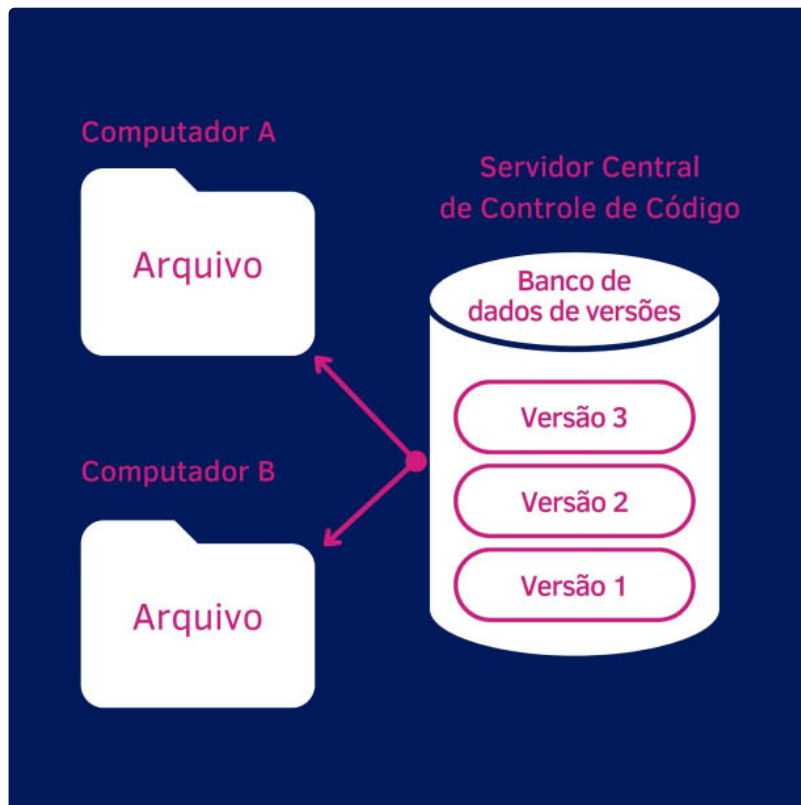 Computador A
Arquivo
Computador B
Arquivo
Servidor Central
de Controle de Código
Banco de
dados de versões
Versão 3
Versão 2
Versão 1